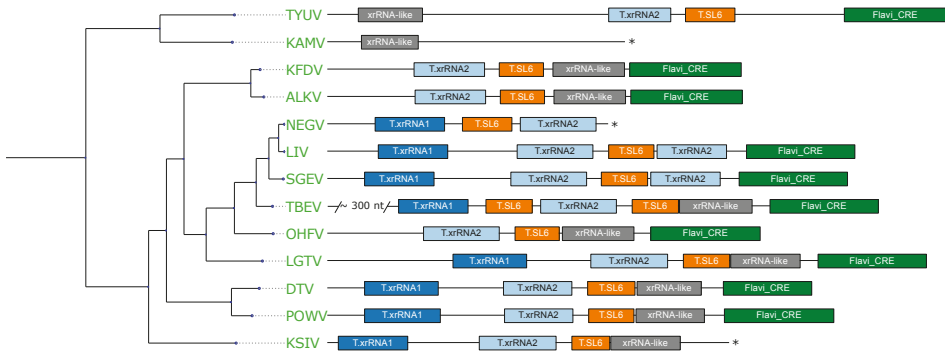 TYUV xrRNA-like T.xrRNA2 T.SL6 Flavi_CRE
KAMV xrRNA-like *
KFDV T.xrRNA2 T.SL6 xrRNA-like Flavi_CRE
ALKV T.xrRNA2 T.SL6 xrRNA-like Flavi_CRE
NEGV T.xrRNA1 T.SL6 T.xrRNA2 *
LIV T.xrRNA1 T.xrRNA2 T.SL6 T.xrRNA2 Flavi_CRE
SGEV T.xrRNA1 T.xrRNA2 T.SL6 T.xrRNA2 Flavi_CRE
TBEV ~ 300 nt T.xrRNA1 T.SL6 T.xrRNA2 T.SL6 xrRNA-like Flavi_CRE
OHFV T.xrRNA2 T.SL6 xrRNA-like Flavi_CRE
LGTV T.xrRNA1 T.xrRNA2 T.SL6 xrRNA-like Flavi_CRE
DTV T.xrRNA1 T.xrRNA2 T.SL6 xrRNA-like Flavi_CRE
POWV T.xrRNA1 T.xrRNA2 T.SL6 xrRNA-like Flavi_CRE
KSIV T.xrRNA1 T.xrRNA2 T.SL6 xrRNA-like *